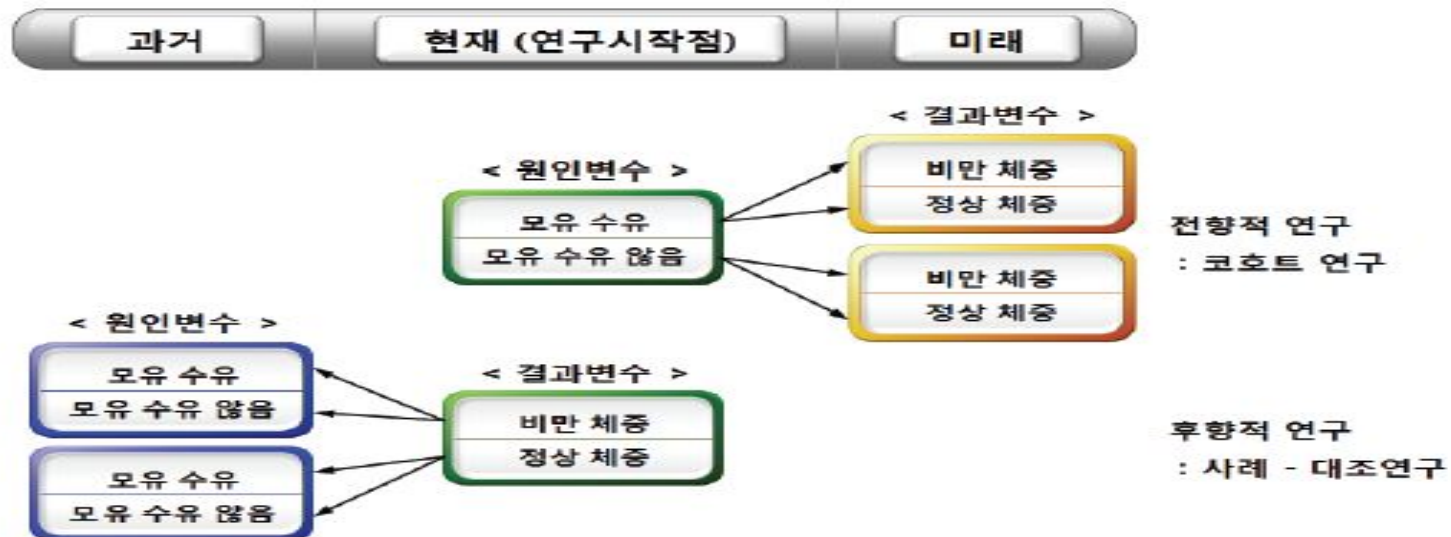 과거
현재 (연구시작점)
미래
< 결과변수 >
< 원인변수 >
비만 체중
정상 체중
모유 수유
모유 수유 않음
전향적 연구
: 코호트 연구
비만 체중
정상 체중
< 원인변수 >
모유 수유
모유 수유 않음
< 결과변수 >
비만 체중
정상 체중
후향적 연구
: 사례 - 대조연구
모유 수유
모유 수유 않음